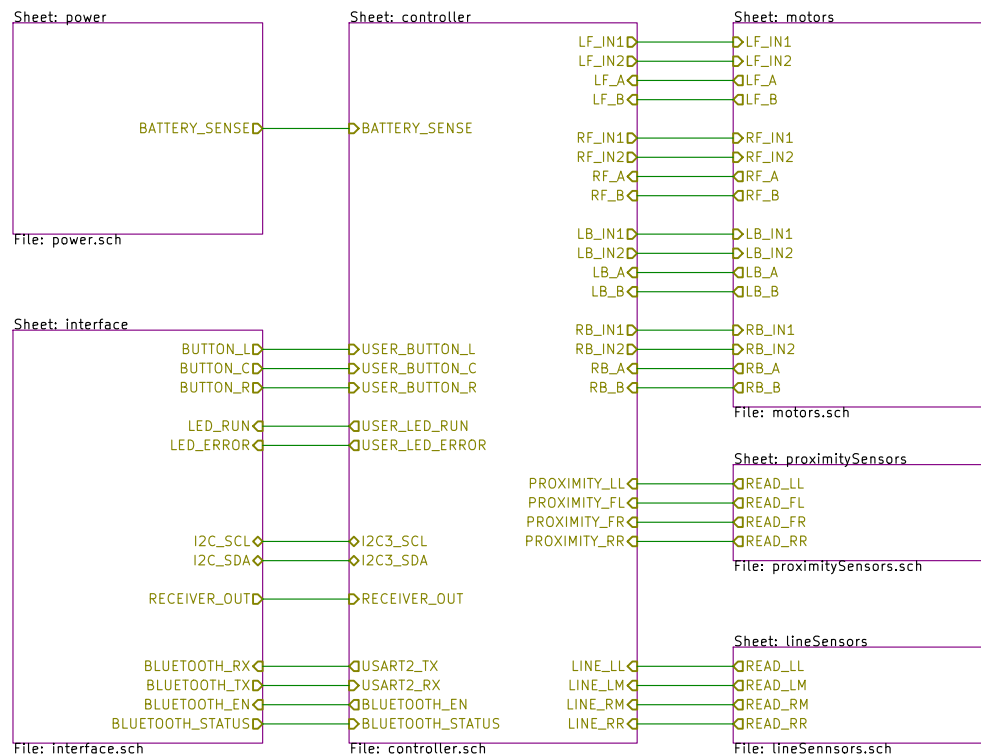 Sheet: power
BATTERY_SENSE
File: power.sch
Sheet: interface
BUTTON_L
BUTTON_C
BUTTON_R
LED_RUN
LED_ERROR
I2C_SCL
I2C_SDA
RECEIVER_OUT
BLUETOOTH_RX
BLUETOOTH_TX
BLUETOOTH_EN
BLUETOOTH_STATUS
File: interface.sch
Sheet: controller
BATTERY_SENSE
USER_BUTTON_L
USER_BUTTON_C
USER_BUTTON_R
USER_LED_RUN
USER_LED_ERROR
I2C3_SCL
I2C3_SDA
RECEIVER_OUT
USART2_TX
USART2_RX
BLUETOOTH_EN
BLUETOOTH_STATUS
LF_IN1
LF_IN2
LF_A
LF_B
RF_IN1
RF_IN2
RF_A
RF_B
LB_IN1
LB_IN2
LB_A
LB_B
RB_IN1
RB_IN2
RB_A
RB_B
PROXIMITY_LL
PROXIMITY_FL
PROXIMITY_FR
PROXIMITY_RR
LINE_LL
LINE_LM
LINE_RM
LINE_RR
File: controller.sch
Sheet: motors
LF_IN1
LF_IN2
LF_A
LF_B
RF_IN1
RF_IN2
RF_A
RF_B
LB_IN1
LB_IN2
LB_A
LB_B
RB_IN1
RB_IN2
RB_A
RB_B
File: motors.sch
Sheet: proximitySensors
READ_LL
READ_FL
READ_FR
READ_RR
File: proximitySensors.sch
Sheet: lineSensors
READ_LL
READ_LM
READ_RM
READ_RR
File: lineSennsors.sch